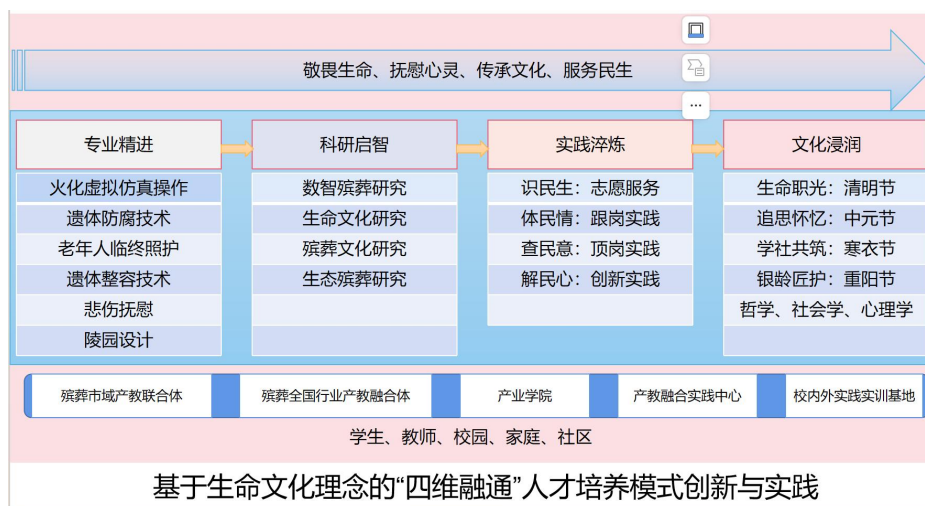 敬畏生命、抚慰心灵、传承文化、服务民生
专业精进
火化虚拟仿真操作
遗体防腐技术
老年人临终照护
遗体整容技术
悲伤抚慰
陵园设计
科研启智
数智殡葬研究
生命文化研究
殡葬文化研究
生态殡葬研究
实践淬炼
识民生：志愿服务
体民情：跟岗实践
查民意：顶岗实践
解民心：创新实践
文化浸润
生命职光：清明节
追思怀忆：中元节
学社共筑：寒衣节
银龄匠护：重阳节
哲学、社会学、心理学
殡葬市域产教联合体
殡葬全国行业产教融合体
产业学院
产教融合实践中心
校内外实践实训基地
学生、教师、校园、家庭、社区
基于生命文化理念的“四维融通”人才培养模式创新与实践